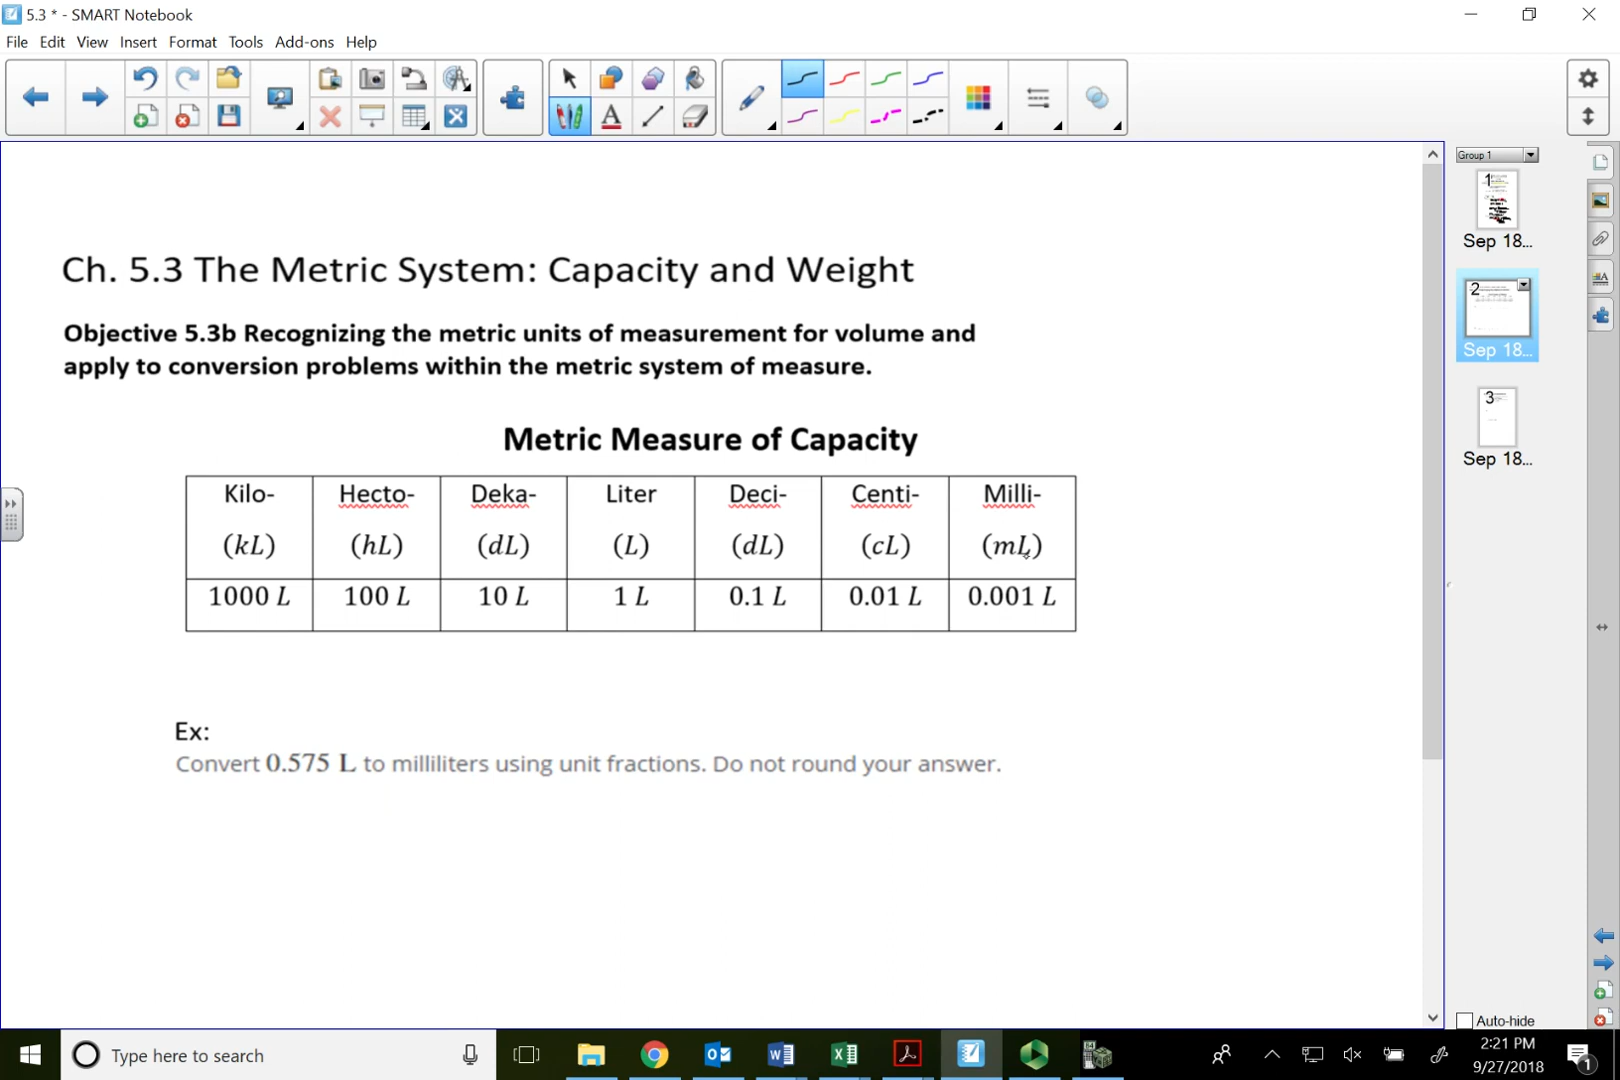 5.3 * - SMART Notebook
File Edit View Insert Format Tools Add-ons Help
Group 1
1
Sep 18...
2
Sep 18...
3
Sep 18...
Ch. 5.3 The Metric System: Capacity and Weight
Objective 5.3b Recognizing the metric units of measurement for volume and
apply to conversion problems within the metric system of measure.
Metric Measure of Capacity
Kilo- Hecto- Deka- Liter Deci- Centi- Milli-
(kL) (hL) (dL) (L) (dL) (cL) (mL)
1000 L 100 L 10 L 1 L 0.1 L 0.01 L 0.001 L
Ex:
Convert 0.575 L to milliliters using unit fractions. Do not round your answer.
Auto-hide
Type here to search
2:21 PM
9/27/2018
1